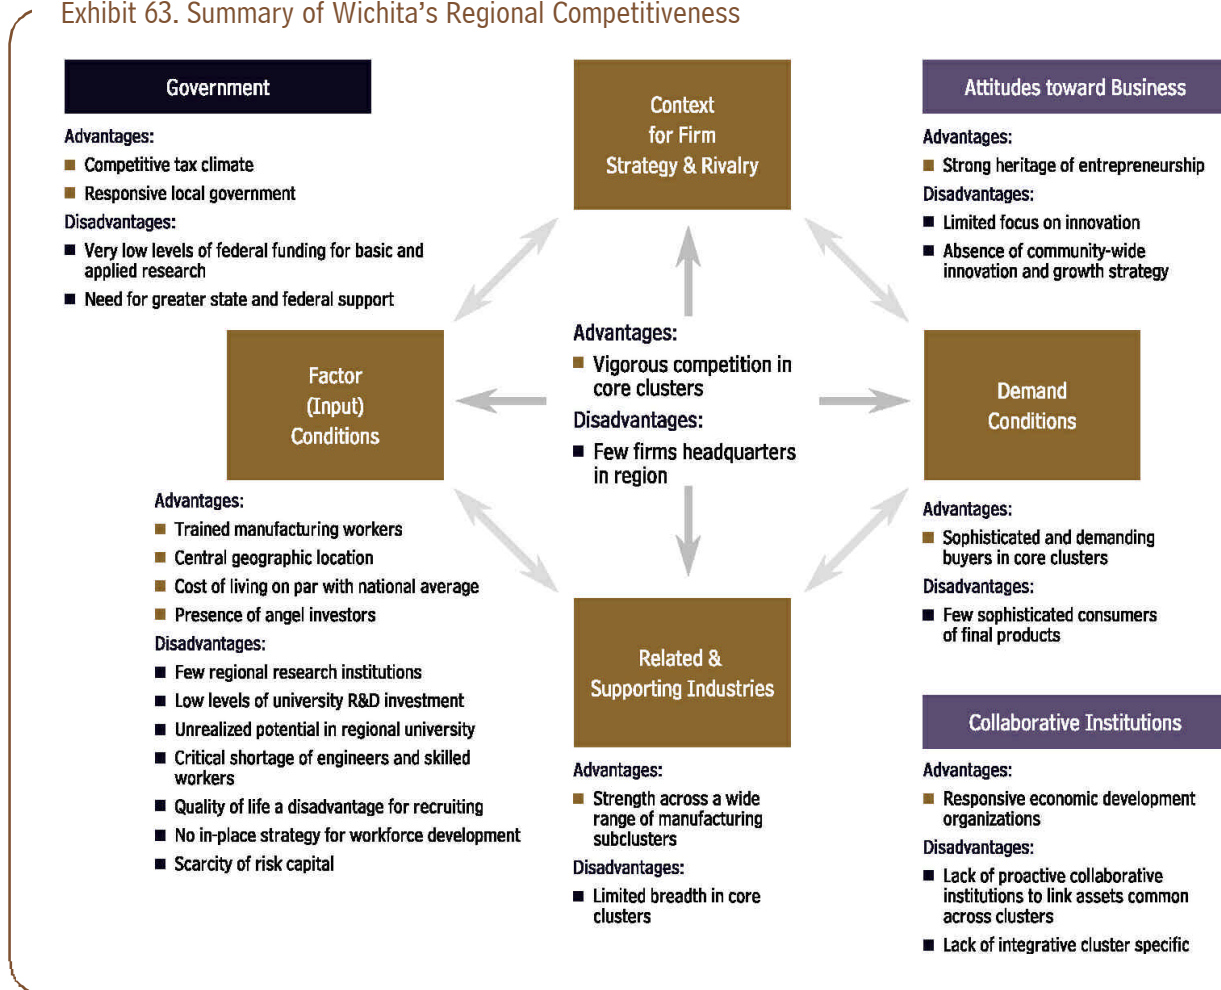 Exhibit 63. Summary of Wichita's Regional Competitiveness
Government
Advantages:
Competitive tax climate
Responsive local government
Disadvantages:
Very low levels of federal funding for basic and
applied research
Need for greater state and federal support
Context
for Firm
Strategy & Rivalry
Advantages:
Vigorous competition in
core clusters
Disadvantages:
Few firms headquarters
in region
Attitudes toward Business
Advantages:
Strong heritage of entrepreneurship
Disadvantages:
Limited focus on innovation
Absence of community-wide
innovation and growth strategy
Factor
(Input)
Conditions
Advantages:
Trained manufacturing workers
Central geographic location
Cost of living on par with national average
Presence of angel investors
Disadvantages:
Few regional research institutions
Low levels of university R&D investment
Unrealized potential in regional university
Critical shortage of engineers and skilled
workers
Quality of life a disadvantage for recruiting
No in-place strategy for workforce development
Scarcity of risk capital
Demand
Conditions
Advantages:
Sophisticated and demanding
buyers in core clusters
Disadvantages:
Few sophisticated consumers
of final products
Related &
Supporting Industries
Advantages:
Strength across a wide
range of manufacturing
subclusters
Disadvantages:
Limited breadth in core
clusters
Collaborative Institutions
Advantages:
Responsive economic development
organizations
Disadvantages:
Lack of proactive collaborative
institutions to link assets common
across clusters
Lack of integrative cluster specific